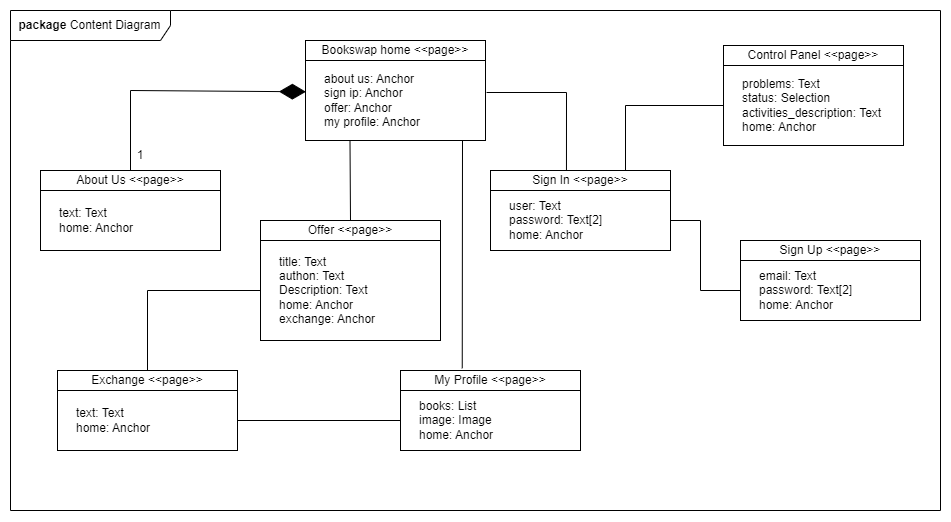 package Content Diagram
Bookswap home <<page>>
about us: Anchor
sign ip: Anchor
offer: Anchor
my profile: Anchor
Control Panel <<page>>
problems: Text
status: Selection
activities_description: Text
home: Anchor
1
About Us <<page>>
text: Text
home: Anchor
Sign In <<page>>
user: Text
password: Text[2]
home: Anchor
Offer <<page>>
title: Text
authon: Text
Description: Text
home: Anchor
exchange: Anchor
Sign Up <<page>>
email: Text
password: Text[2]
home: Anchor
Exchange <<page>>
text: Text
home: Anchor
My Profile <<page>>
books: List
image: Image
home: Anchor